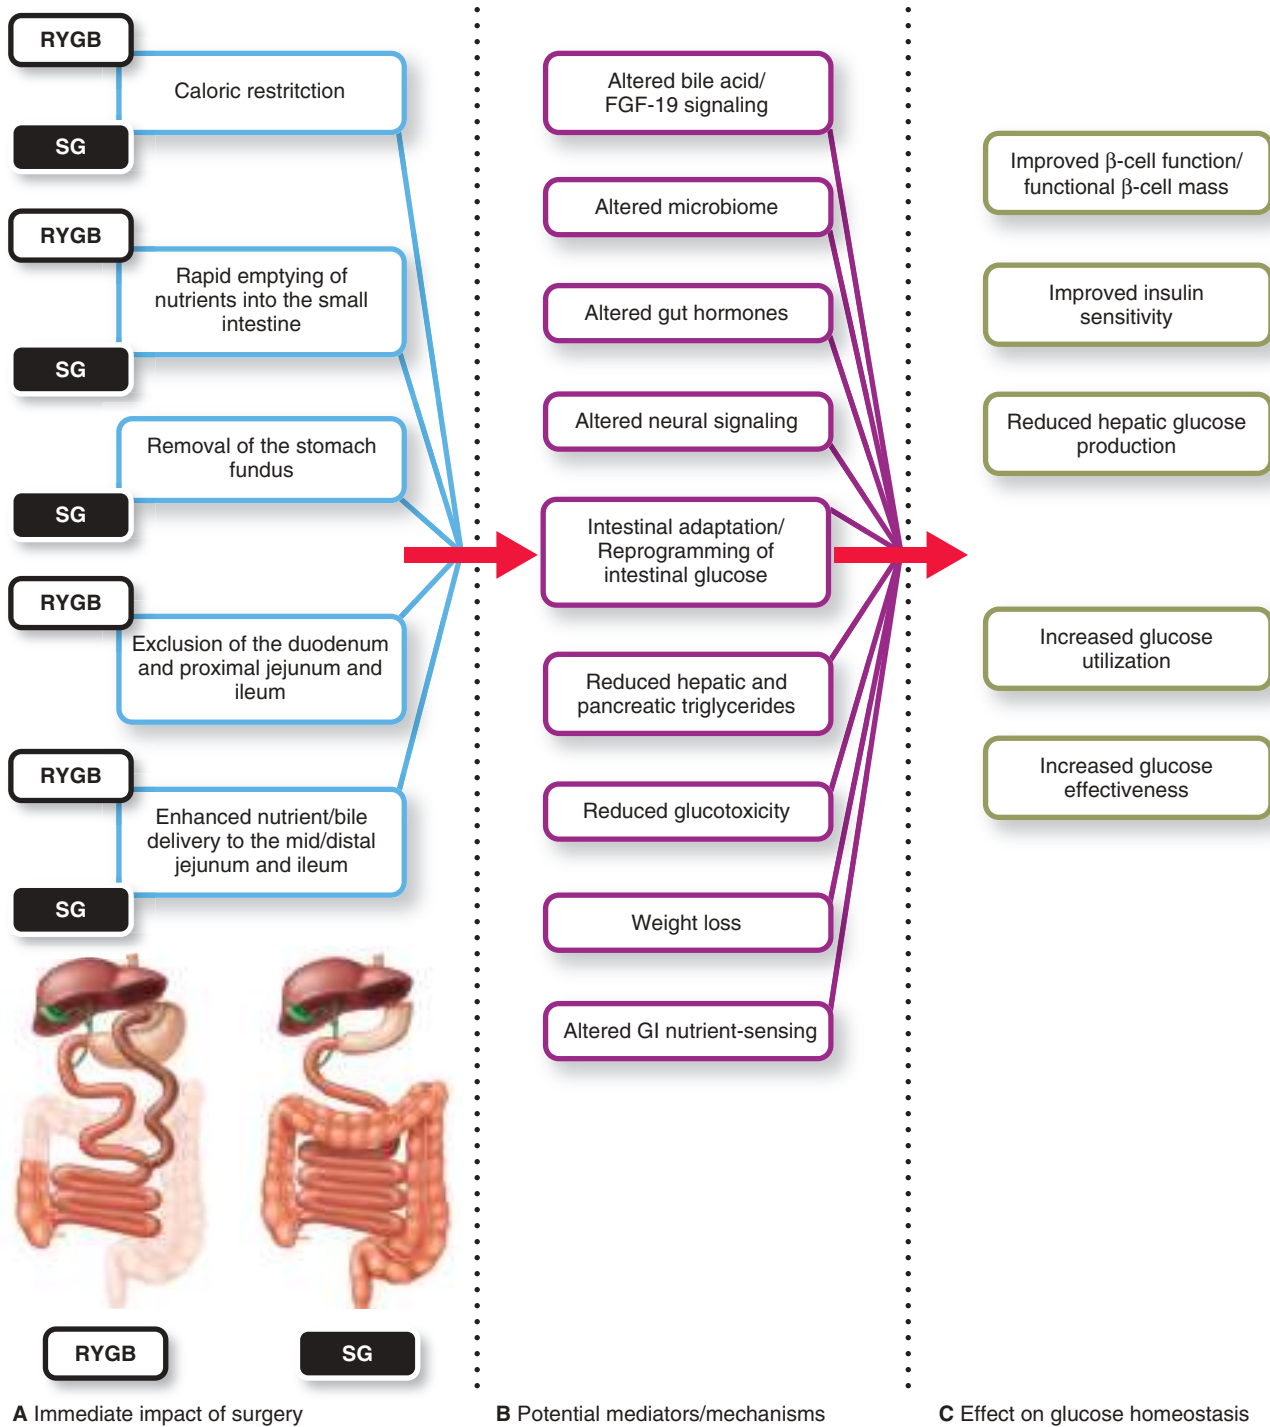 RYGB
Caloric restritction
SG
RYGB
Rapid emptying of
nutrients into the small
intestine
SG
Removal of the stomach
fundus
SG
RYGB
Exclusion of the duodenum
and proximal jejunum and
ileum
RYGB
Enhanced nutrient/bile
delivery to the mid/distal
jejunum and ileum
SG
RYGB
SG
A Immediate impact of surgery
Altered bile acid/
FGF-19 signaling
Altered microbiome
Altered gut hormones
Altered neural signaling
Intestinal adaptation/
Reprogramming of
intestinal glucose
Reduced hepatic and
pancreatic triglycerides
Reduced glucotoxicity
Weight loss
Altered GI nutrient-sensing
B Potential mediators/mechanisms
Improved β-cell function/
functional β-cell mass
Improved insulin
sensitivity
Reduced hepatic glucose
production
Increased glucose
utilization
Increased glucose
effectiveness
C Effect on glucose homeostasis